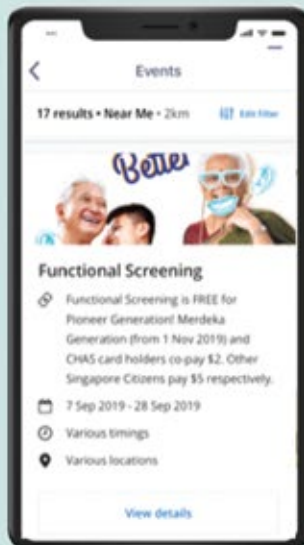 Events
17 results • Near Me • 2km
Edit Filter
Better
Functional Screening
Functional Screening is FREE for
Pioneer Generation! Merdeka
Generation (from 1 Nov 2019) and
CHAS card holders co-pay $2. Other
Singapore Citizens pay $5 respectively.
7 Sep 2019 - 28 Sep 2019
Various timings
Various locations
View details